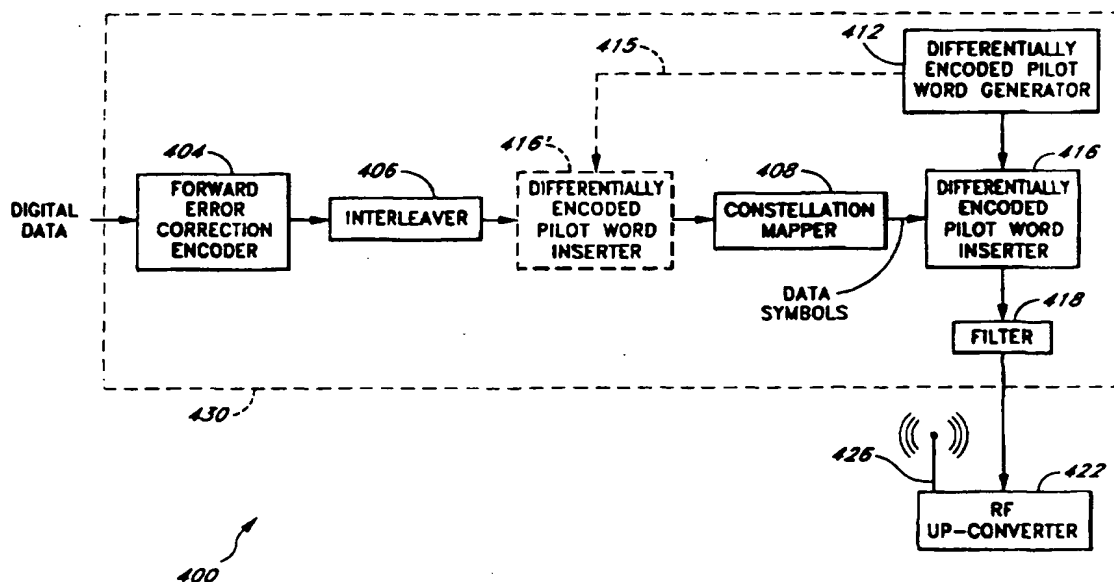 412
DIFFERENTIALLY
ENCODED PILOT
WORD GENERATOR
415
416'
416
404
406
408
DIGITAL
DATA
FORWARD
ERROR
CORRECTION
ENCODER
INTERLEAVER
DIFFERENTIALLY
ENCODED
PILOT WORD
INSERTER
CONSTELLATION
MAPPER
DIFFERENTIALLY
ENCODED
PILOT WORD
INSERTER
DATA
SYMBOLS
418
FILTER
430
426
422
RF
UP-CONVERTER
400